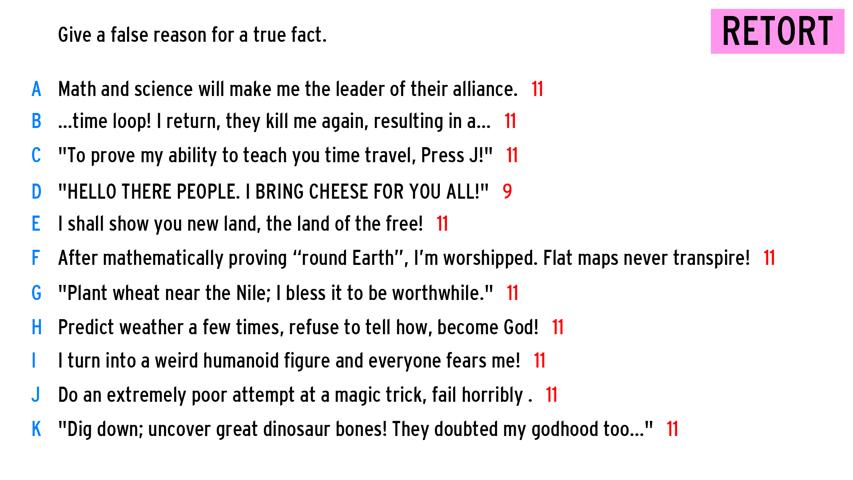 Give a false reason for a true fact.
RETORT
A Math and science will make me the leader of their alliance. 11
B ...time loop! I return, they kill me again, resulting in a... 11
C "To prove my ability to teach you time travel, Press J!" 11
D "HELLO THERE PEOPLE. I BRING CHEESE FOR YOU ALL!" 9
E I shall show you new land, the land of the free! 11
F After mathematically proving “round Earth”, I’m worshipped. Flat maps never transpire! 11
G "Plant wheat near the Nile; I bless it to be worthwhile." 11
H Predict weather a few times, refuse to tell how, become God! 11
I I turn into a weird humanoid figure and everyone fears me! 11
J Do an extremely poor attempt at a magic trick, fail horribly . 11
K "Dig down; uncover great dinosaur bones! They doubted my godhood too..." 11